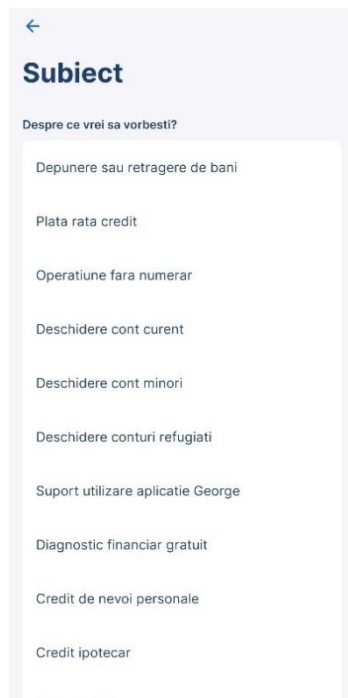 Subiect
Despre ce vrei sa vorbesti?
Depunere sau retragere de bani
Plata rata credit
Operatiune fara numerar
Deschidere cont curent
Deschidere cont minori
Deschidere conturi refugiati
Suport utilizare aplicatie George
Diagnostic financiar gratuit
Credit de nevoi personale
Credit ipotecar